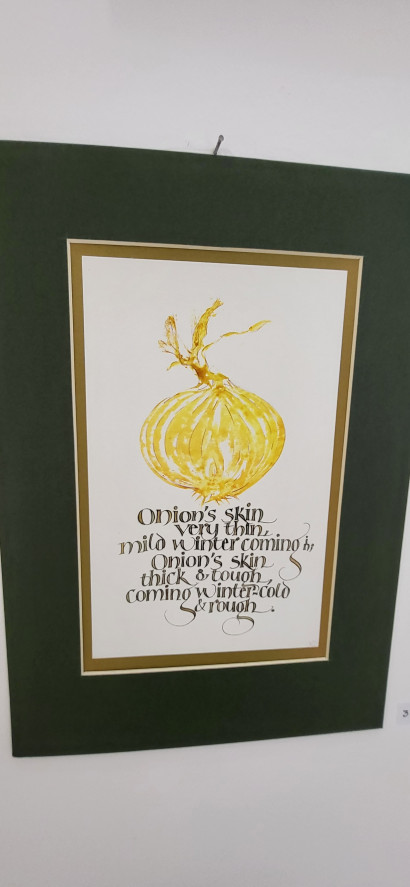 Onion's skin
very thin,
mild winter coming in,
Onion's skin
thick & tough,
coming winter-cold
& rough.